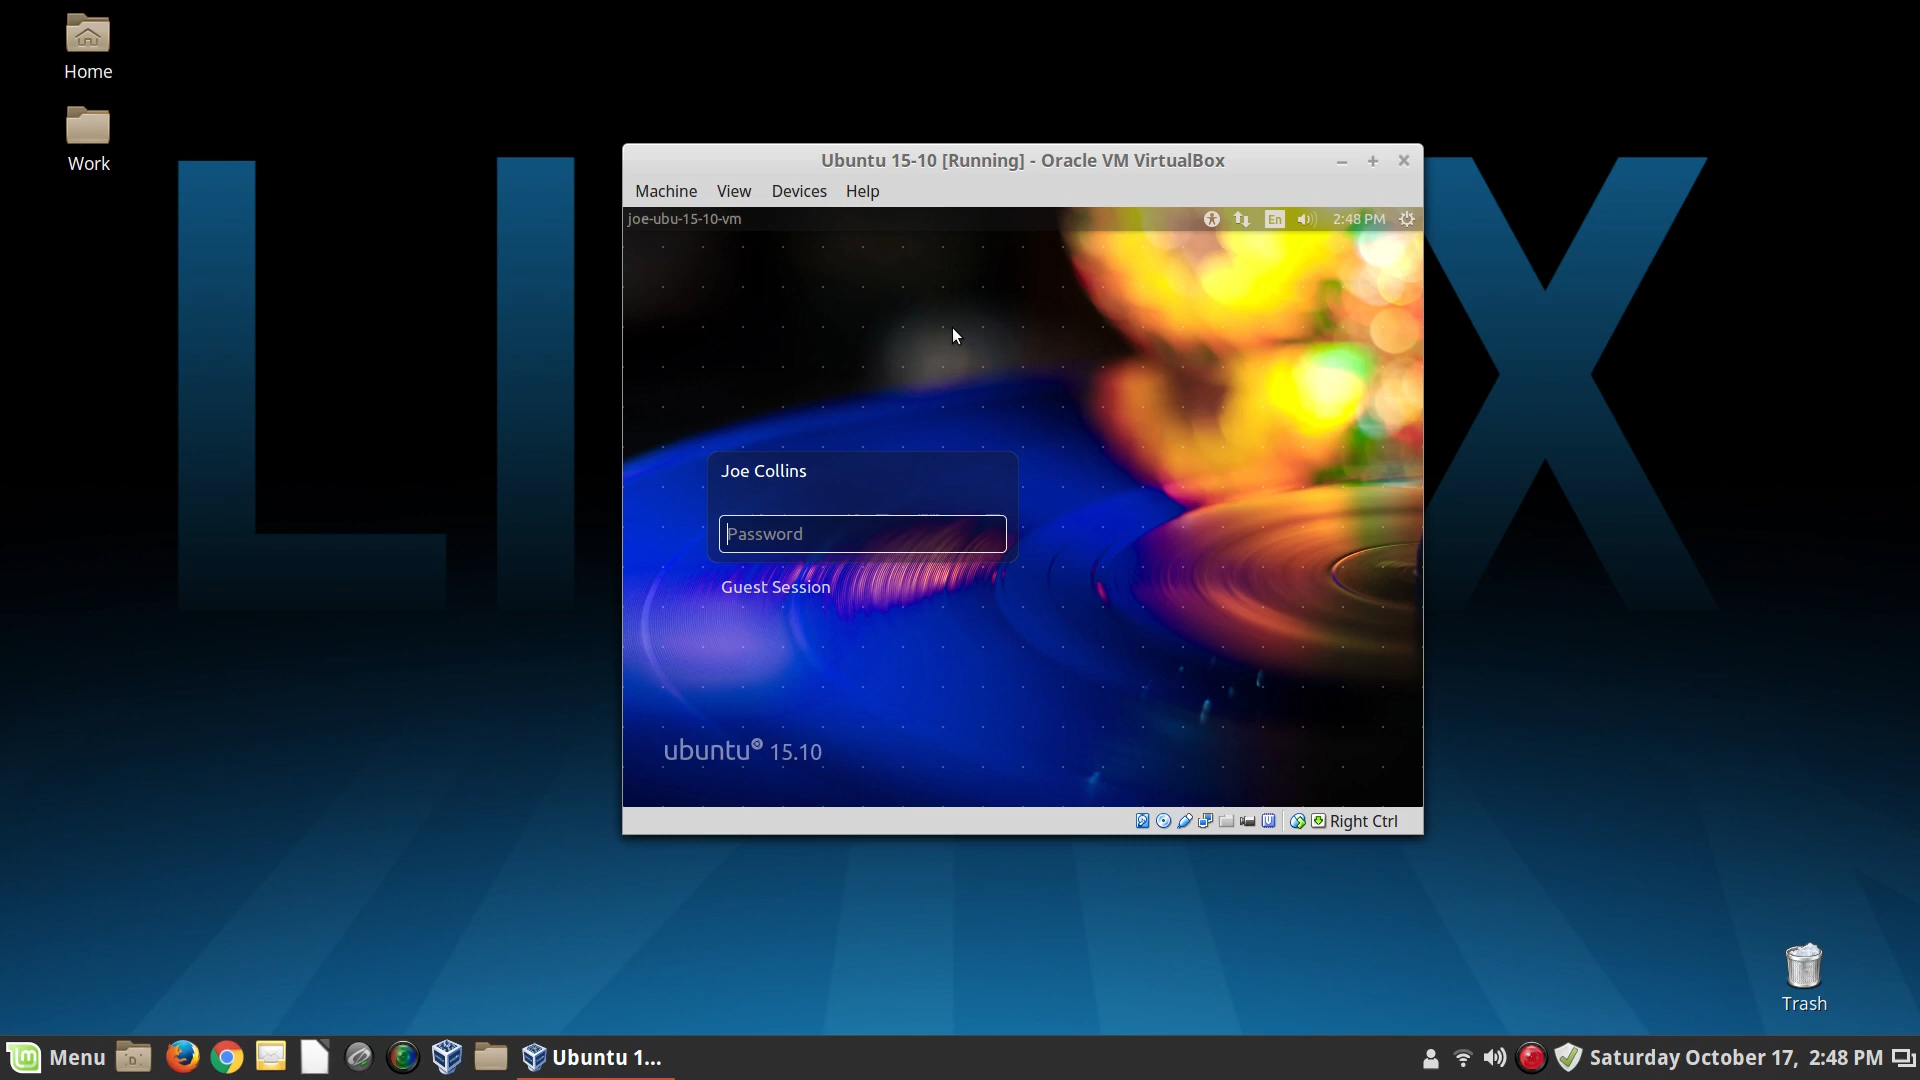 Home
Work
LI X
Ubuntu 15-10 [Running] - Oracle VM VirtualBox
Machine View Devices Help
joe-ubu-15-10-vm En 2:48 PM
Joe Collins
Password
Guest Session
ubuntu 15.10
Right Ctrl
Trash
Menu Ubuntu 1... Saturday October 17, 2:48 PM